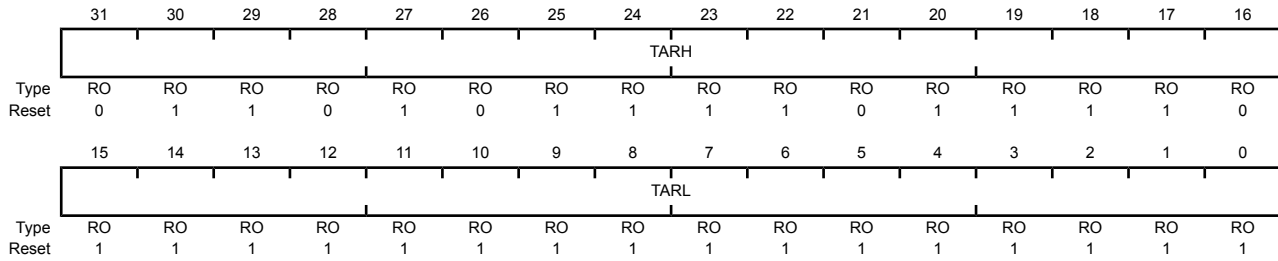 31 30 29 28 27 26 25 24 23 22 21 20 19 18 17 16
TARH
Type RO RO RO RO RO RO RO RO RO RO RO RO RO RO RO RO
Reset 0 1 1 0 1 0 1 1 1 1 0 1 1 1 1 0
15 14 13 12 11 10 9 8 7 6 5 4 3 2 1 0
TARL
Type RO RO RO RO RO RO RO RO RO RO RO RO RO RO RO RO
Reset 1 1 1 1 1 1 1 1 1 1 1 1 1 1 1 1